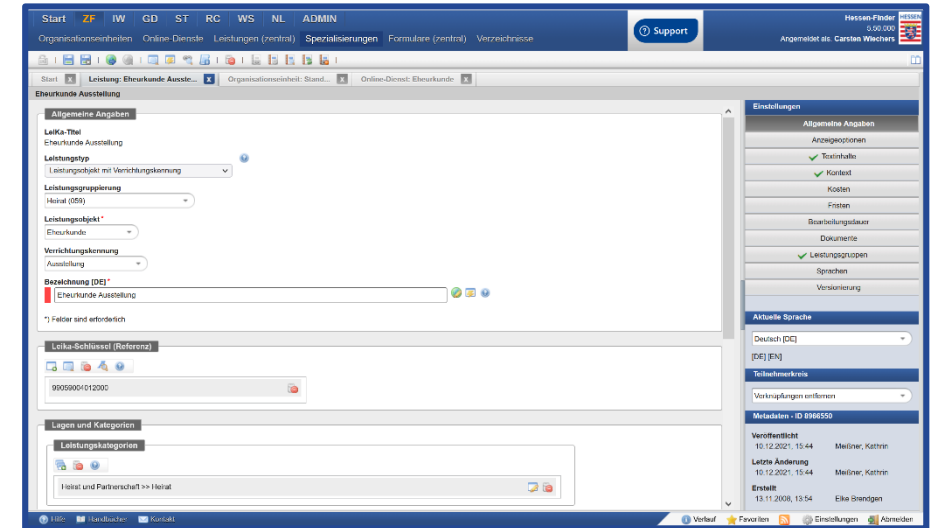 Start ZF IW GD ST RC WS NL ADMIN
Support
Hessen-Finder
HESSEN
Organisationseinheiten Online-Dienste Leistungen (zentral) Spezialisierungen Formulare (zentral) Verzeichnisse
Angemeldet als. Carsten Wiechers
Start x Leistung: Eheurkunde Ausste... x Organisationseinheit: Stand... x Online-Dienst: Eheurkunde x
Eheurkunde Ausstellung
Allgemeine Angaben
LeiKa-Titel
Eheurkunde Ausstellung
Leistungstyp
Leistungsobjekt mit Verrichtungskennung
Leistungsgruppierung
Heirat (059)
Leistungsobjekt*
Eheurkunde
Verrichtungskennung
Ausstellung
Bezeichnung [DE]*
Eheurkunde Ausstellung
*) Felder sind erforderlich
Leika-Schlüssel (Referenz)
99059004012000
Lagen und Kategorien
Leistungskategorien
Heirat und Partnerschaft >> Heirat
Einstellungen
Allgemeine Angaben
Anzeigeoptionen
Textinhalte
Kontext
Kosten
Fristen
Bearbeitungsdauer
Dokumente
Leistungsgruppen
Sprachen
Versionierung
Aktuelle Sprache
Deutsch [DE]
[DE] [EN]
Teilnehmerkreis
Verknüpfungen entfernen
Metadaten - ID 8966550
Veröffentlicht
10.12.2021, 15:44 Meißner, Kathrin
Letzte Änderung
10.12.2021, 15:44 Meißner, Kathrin
Erstellt
13.11.2008, 13:54 Elke Brendgen
Hilfe Handbücher Kontakt
Verlauf Favoriten Einstellungen Abmelden